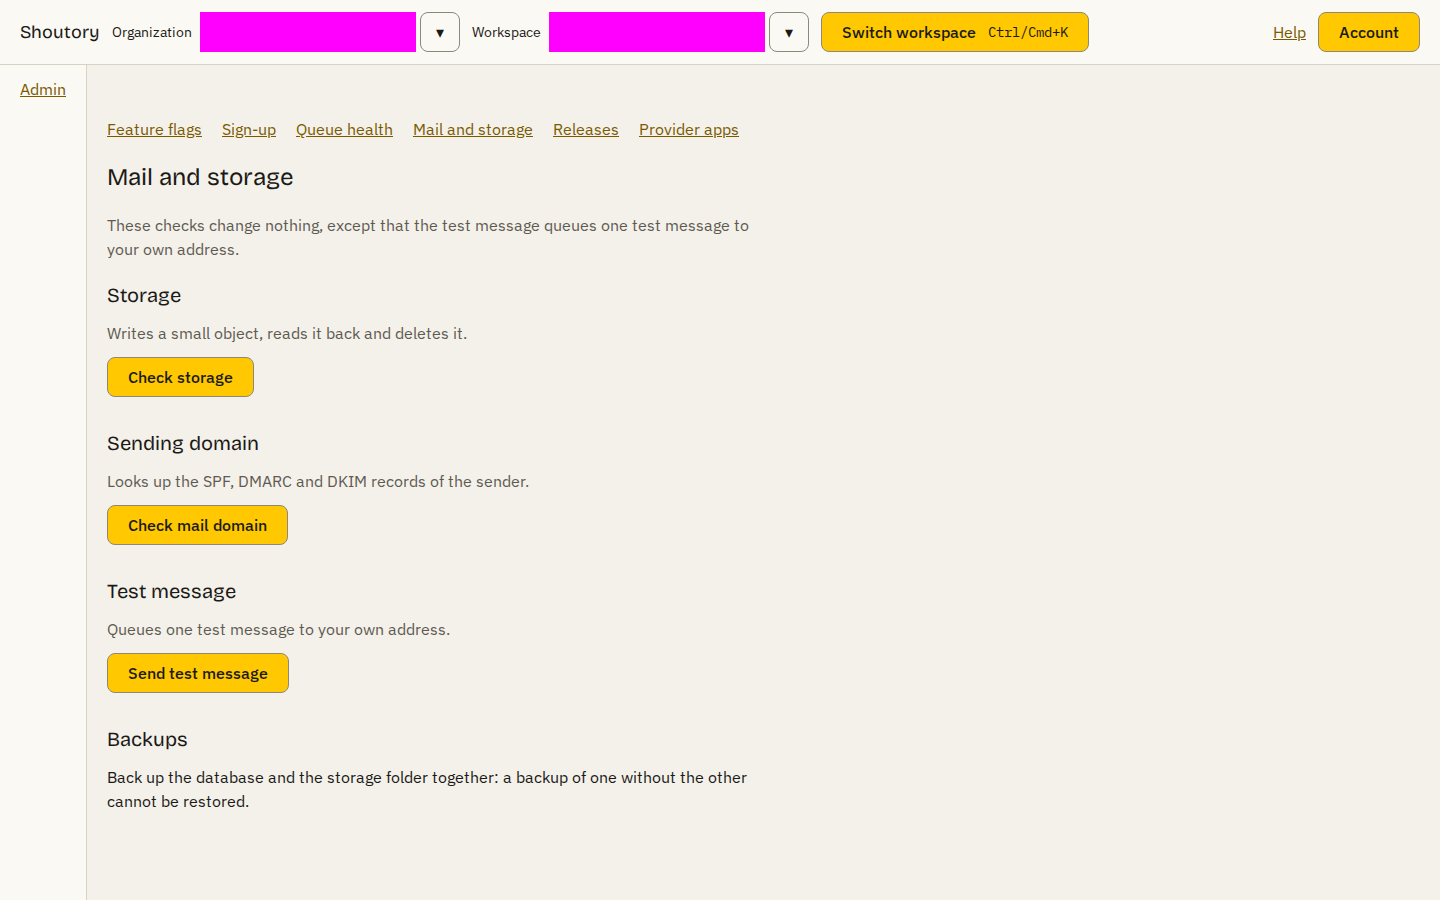 Shoutory Organization ▼ Workspace ▼ Switch workspace Ctrl/Cmd+K Help Account
Admin
Feature flags Sign-up Queue health Mail and storage Releases Provider apps
Mail and storage
These checks change nothing, except that the test message queues one test message to
your own address.
Storage
Writes a small object, reads it back and deletes it.
Check storage
Sending domain
Looks up the SPF, DMARC and DKIM records of the sender.
Check mail domain
Test message
Queues one test message to your own address.
Send test message
Backups
Back up the database and the storage folder together: a backup of one without the other
cannot be restored.